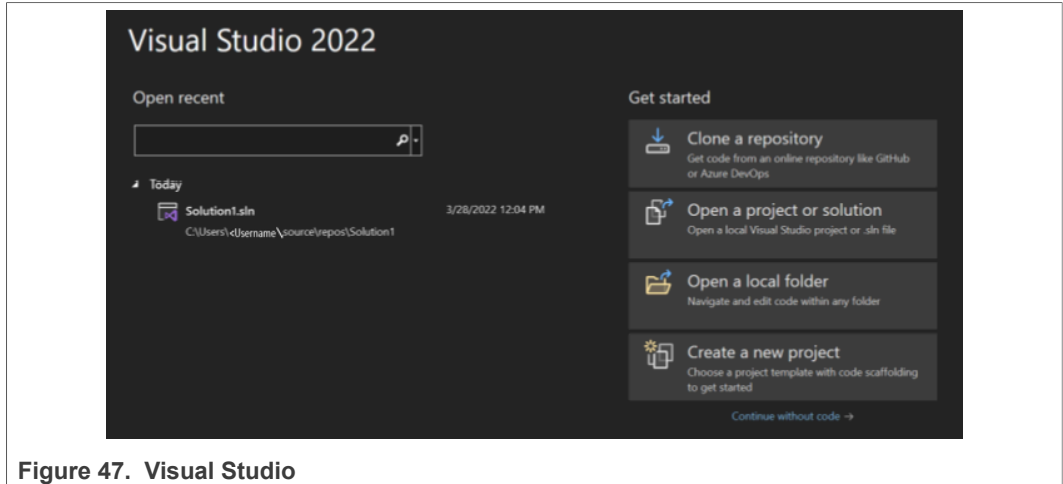 Visual Studio 2022
Open recent
Today
Solution1.sln
3/28/2022 12:04 PM
C:\Users\<Username\source\repos\Solution1
Get started
Clone a repository
Get code from an online repository like GitHub
or Azure DevOps
Open a project or solution
Open a local Visual Studio project or .sln file
Open a local folder
Navigate and edit code within any folder
Create a new project
Choose a project template with code scaffolding
to get started
Continue without code →
Figure 47. Visual Studio